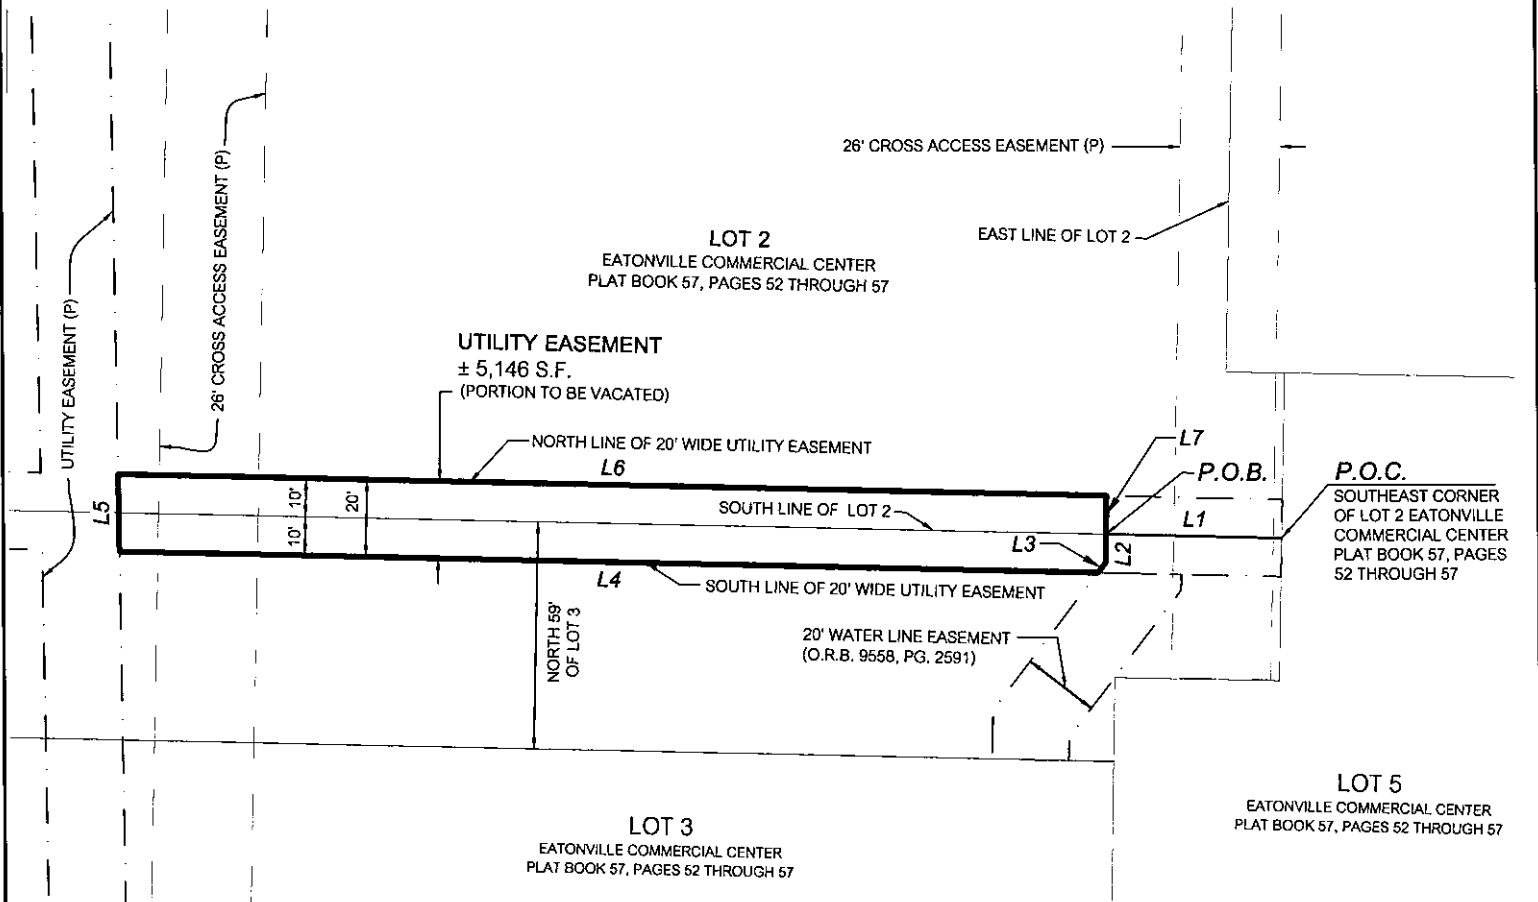 26' CROSS ACCESS EASEMENT (P)
EAST LINE OF LOT 2
UTILITY EASEMENT (P)
26' CROSS ACCESS EASEMENT (P)
LOT 2
EATONVILLE COMMERCIAL CENTER
PLAT BOOK 57, PAGES 52 THROUGH 57
UTILITY EASEMENT
± 5,146 S.F.
(PORTION TO BE VACATED)
NORTH LINE OF 20' WIDE UTILITY EASEMENT
L6
L7
P.O.B.
P.O.C.
SOUTHEAST CORNER
OF LOT 2 EATONVILLE
COMMERCIAL CENTER
PLAT BOOK 57, PAGES
52 THROUGH 57
L5
10'
10'
20'
SOUTH LINE OF LOT 2
L1
L3
L2
L4
SOUTH LINE OF 20' WIDE UTILITY EASEMENT
NORTH 59'
OF LOT 3
20' WATER LINE EASEMENT
(O.R.B. 9558, PG. 2591)
LOT 5
EATONVILLE COMMERCIAL CENTER
PLAT BOOK 57, PAGES 52 THROUGH 57
LOT 3
EATONVILLE COMMERCIAL CENTER
PLAT BOOK 57, PAGES 52 THROUGH 57